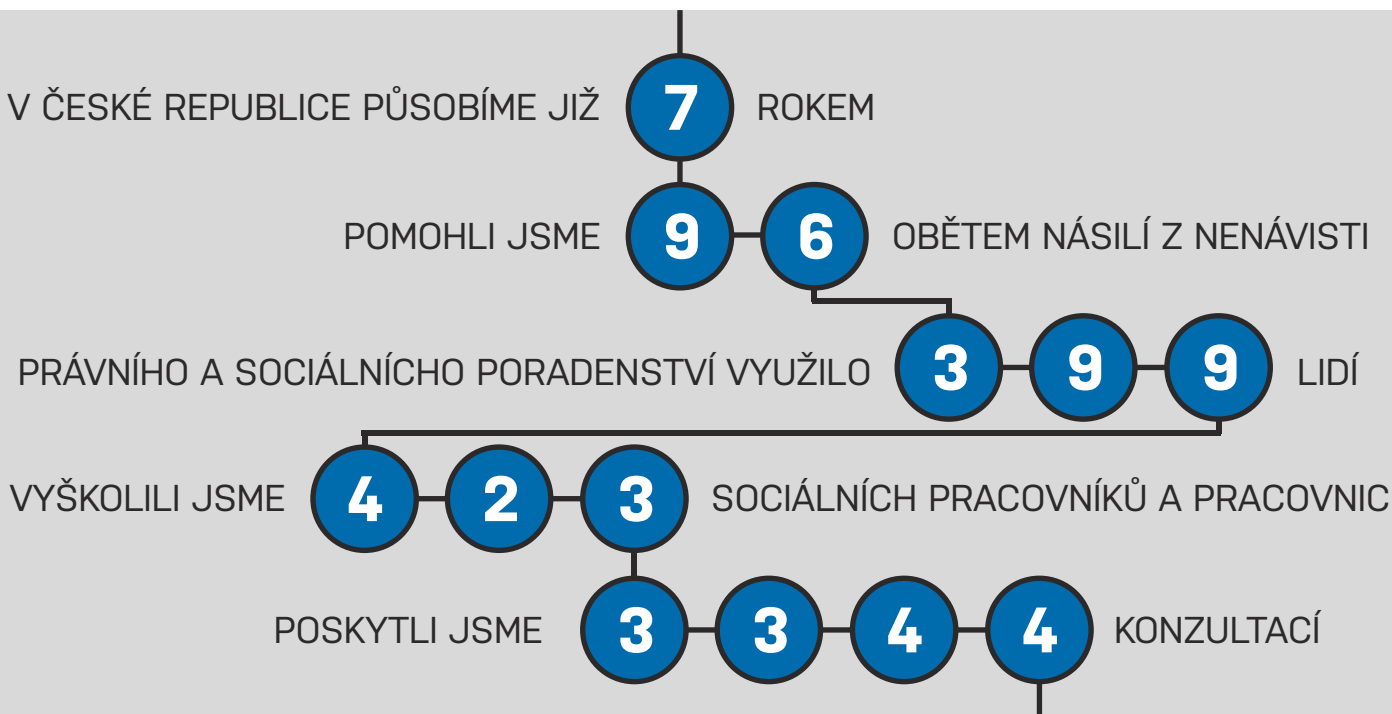 V ČESKÉ REPUBLICE PŮSOBÍME JIŽ 7 ROKEM
POMOHLI JSME 96 OBĚTEM NÁSILÍ Z NENÁVISTI
PRÁVNÍHO A SOCIÁLNÍCHO PORADENSTVÍ VYUŽILO 399 LIDÍ
VYŠKOLILI JSME 423 SOCIÁLNÍCH PRACOVNÍKŮ A PRACOVNIC
POSKYTLI JSME 3344 KONZULTACÍ